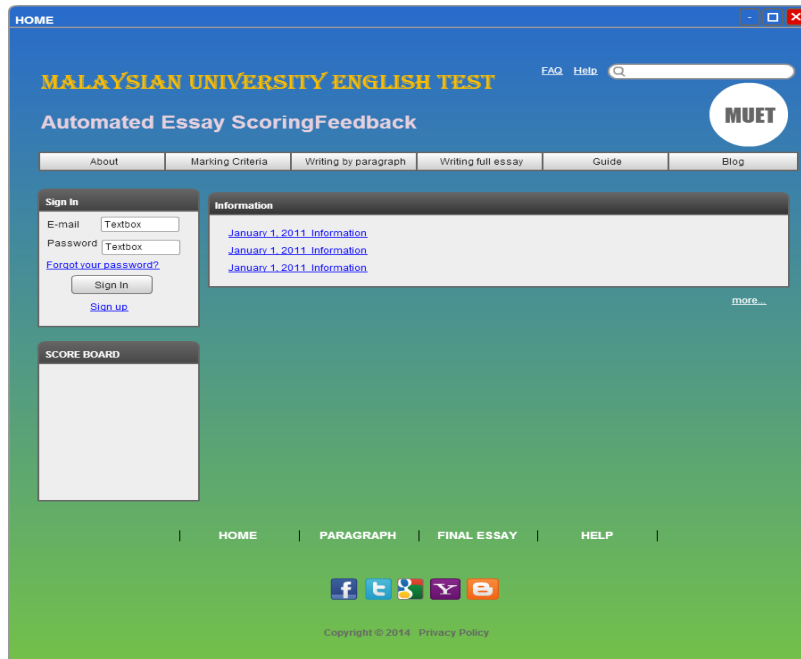 HOME
FAQ Help
MALAYSIAN UNIVERSITY ENGLISH TEST
MUET
Automated Essay ScoringFeedback
About Marking Criteria Writing by paragraph Writing full essay Guide Blog
Sign In
E-mail Textbox
Password Textbox
Forgot your password?
Sign In
Sign up
Information
January 1, 2011 Information
January 1, 2011 Information
January 1, 2011 Information
more...
SCORE BOARD
HOME | PARAGRAPH | FINAL ESSAY | HELP
Copyright © 2014 Privacy Policy